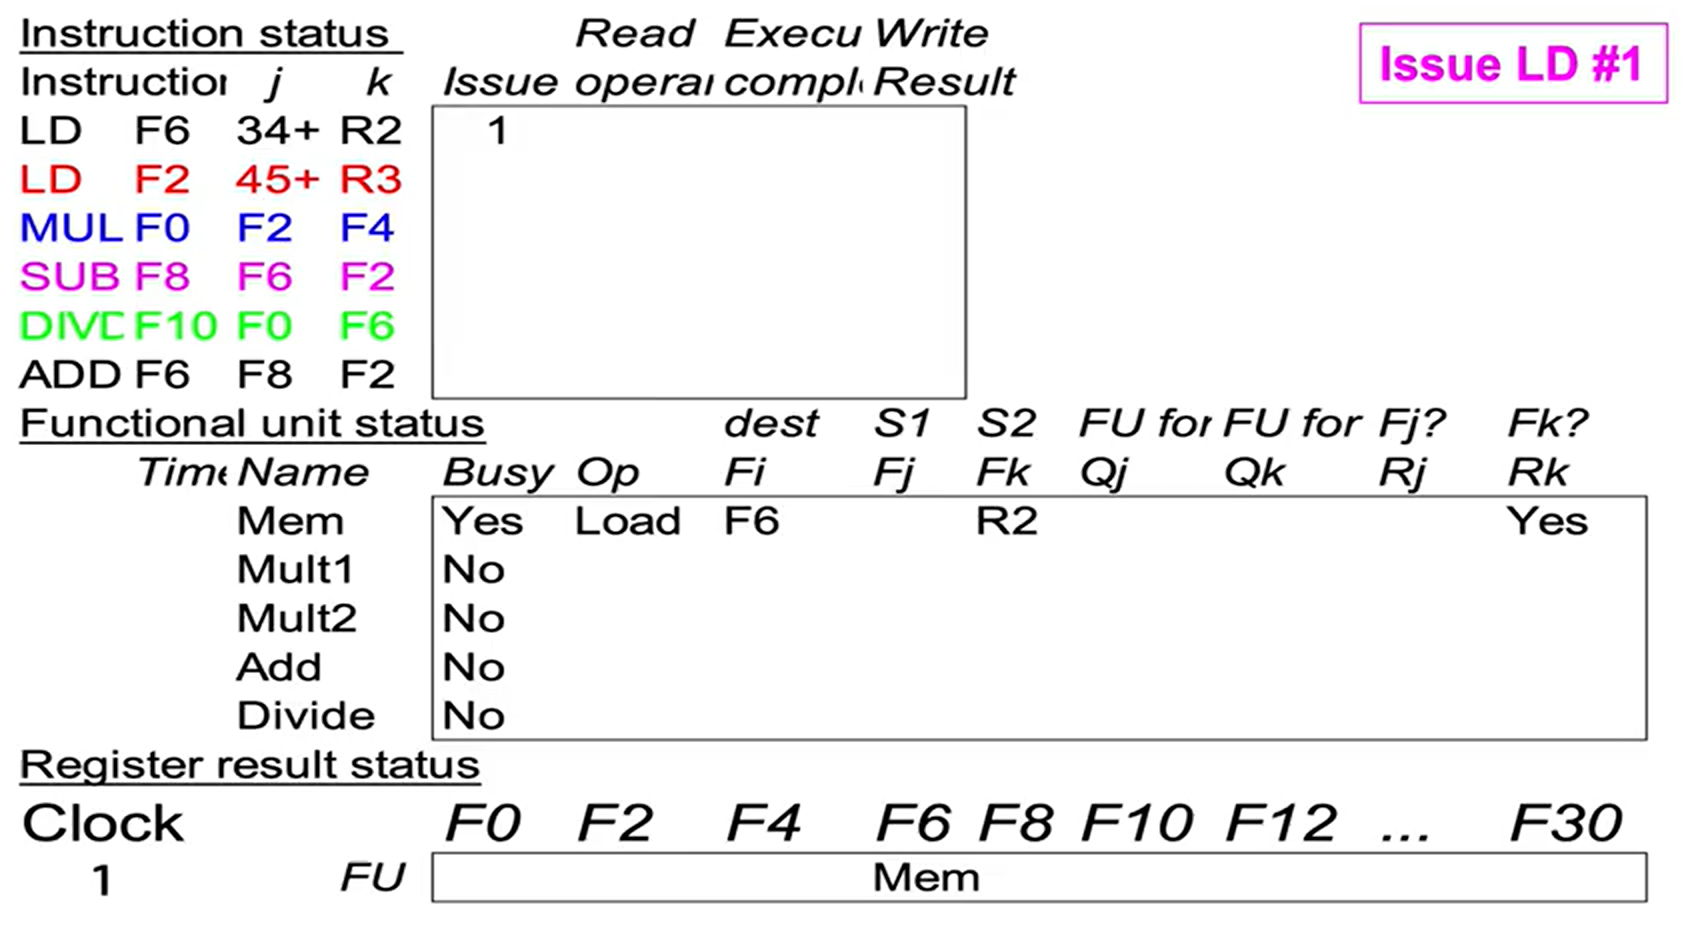 Instruction status Read Execu Write
Issue LD #1
Instruction j k Issue operan comple Result
LD F6 34+ R2 1
LD F2 45+ R3
MUL F0 F2 F4
SUB F8 F6 F2
DIVD F10 F0 F6
ADD F6 F8 F2
Functional unit status dest S1 S2 FU for FU for Fj? Fk?
Time Name Busy Op Fi Fj Fk Qj Qk Rj Rk
Mem Yes Load F6 R2 Yes
Mult1 No
Mult2 No
Add No
Divide No
Register result status
Clock F0 F2 F4 F6 F8 F10 F12 ... F30
1 FU Mem